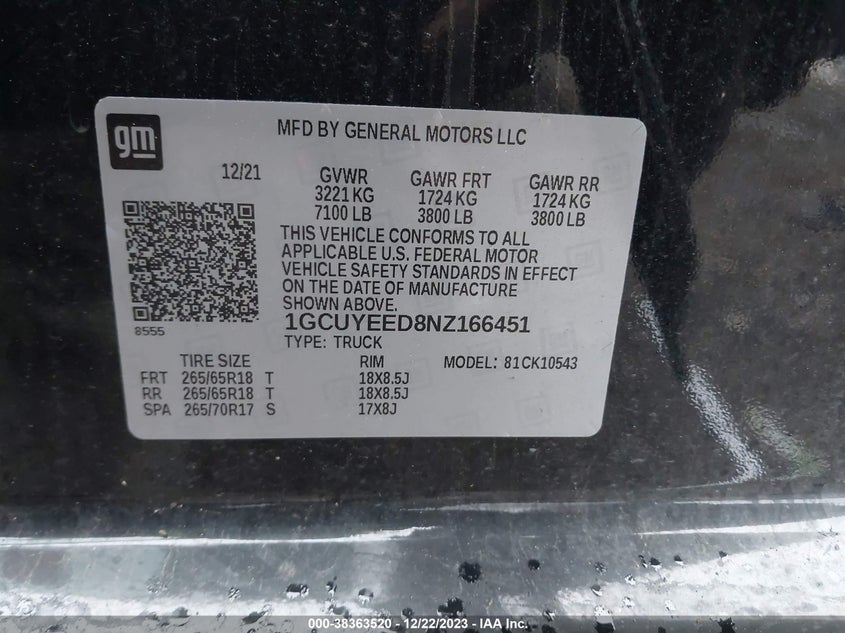 gm
MFD BY GENERAL MOTORS LLC
12/21
GVWR
3221 KG
7100 LB
GAWR FRT
1724 KG
3800 LB
GAWR RR
1724 KG
3800 LB
THIS VEHICLE CONFORMS TO ALL
APPLICABLE U.S. FEDERAL MOTOR
VEHICLE SAFETY STANDARDS IN EFFECT
ON THE DATE OF MANUFACTURE
SHOWN ABOVE.
8555
1GCUYEED8NZ166451
TYPE: TRUCK
TIRE SIZE RIM MODEL: 81CK10543
FRT 265/65R18 T 18X8.5J
RR 265/65R18 T 18X8.5J
SPA 265/70R17 S 17X8J
000-38363520 - 12/22/2023 - IAA Inc.